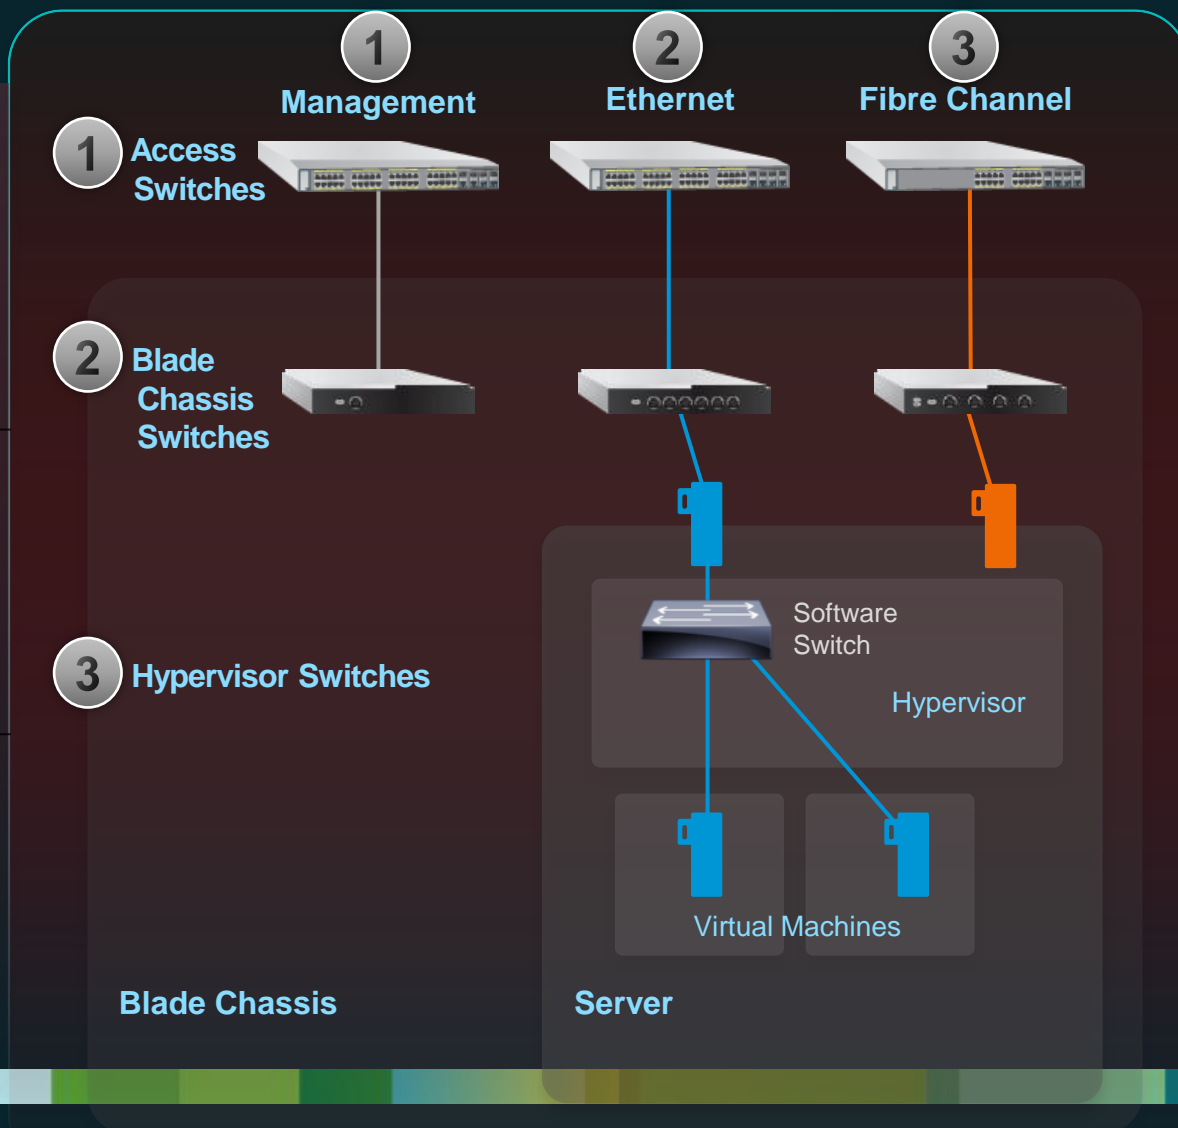 1
2
3
Management
Ethernet
Fibre Channel
1
Access
Switches
2
Blade
Chassis
Switches
Software
Switch
3
Hypervisor Switches
Hypervisor
Virtual Machines
Blade Chassis
Server